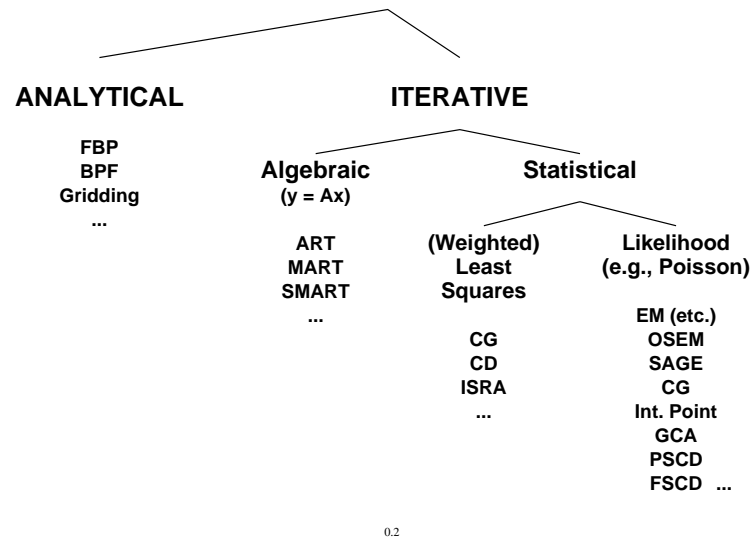 ANALYTICAL
FBP
BPF
Gridding
...
ITERATIVE
Algebraic
(y = Ax)
ART
MART
SMART
...
Statistical
(Weighted)
Least
Squares
CG
CD
ISRA
...
Likelihood
(e.g., Poisson)
EM (etc.)
OSEM
SAGE
CG
Int. Point
GCA
PSCD
FSCD ...
0.2